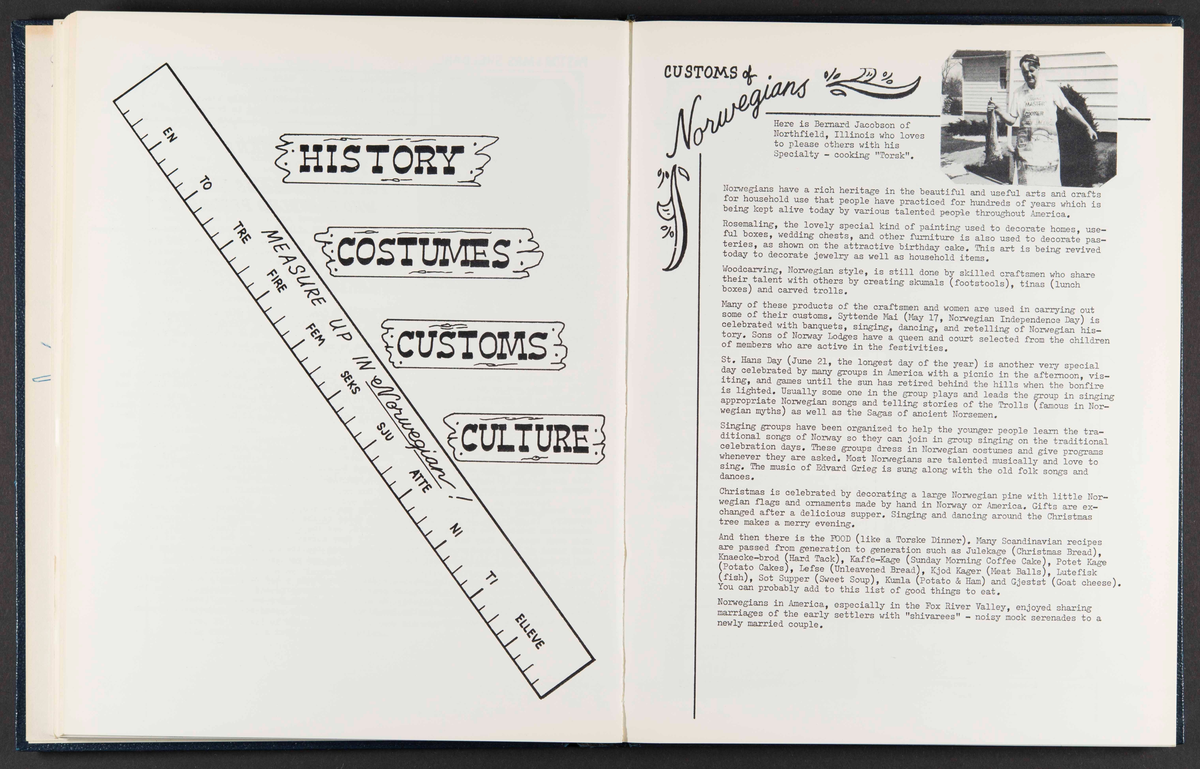 HISTORY
COSTUMES
CUSTOMS
CULTURE
MEASURE UP IN Norwegian!
EN
TO
TRE
FIRE
FEM
SEKS
SJU
ATTE
NI
TI
ELLEVE
CUSTOMS of
Norwegians
Here is Bernard Jacobson of
Northfield, Illinois who loves
to please others with his
Specialty - cooking "Torsk".
Norwegians have a rich heritage in the beautiful and useful arts and crafts
for household use that people have practiced for hundreds of years which is
being kept alive today by various talented people throughout America.
Rosemaling, the lovely special kind of painting used to decorate homes, use-
ful boxes, wedding chests, and other furniture is also used to decorate pas-
teries, as shown on the attractive birthday cake. This art is being revived
today to decorate jewelry as well as household items.
Woodcarving, Norwegian style, is still done by skilled craftsmen who share
their talent with others by creating skumals (footstools), tinas (lunch
boxes) and carved trolls.
Many of these products of the craftsmen and women are used in carrying out
some of their customs. Syttende Mai (May 17, Norwegian Independence Day) is
celebrated with banquets, singing, dancing, and retelling of Norwegian his-
tory. Sons of Norway Lodges have a queen and court selected from the children
of members who are active in the festivities.
St. Hans Day (June 21, the longest day of the year) is another very special
day celebrated by many groups in America with a picnic in the afternoon, vis-
iting, and games until the sun has retired behind the hills when the bonfire
is lighted. Usually some one in the group plays and leads the group in singing
appropriate Norwegian songs and telling stories of the Trolls (famous in Nor-
wegian myths) as well as the Sagas of ancient Norsemen.
Singing groups have been organized to help the younger people learn the tra-
ditional songs of Norway so they can join in group singing on the traditional
celebration days. These groups dress in Norwegian costumes and give programs
whenever they are asked. Most Norwegians are talented musically and love to
sing. The music of Edvard Grieg is sung along with the old folk songs and
dances.
Christmas is celebrated by decorating a large Norwegian pine with little Nor-
wegian flags and ornaments made by hand in Norway or America. Gifts are ex-
changed after a delicious supper. Singing and dancing around the Christmas
tree makes a merry evening.
And then there is the FOOD (like a Torske Dinner). Many Scandinavian recipes
are passed from generation to generation such as Julekage (Christmas Bread),
Knaecke-brod (Hard Tack), Kaffe-Kage (Sunday Morning Coffee Cake), Potet Kage
(Potato Cakes), Lefse (Unleavened Bread), Kjod Kager (Meat Balls), Lutefisk
(fish), Sot Supper (Sweet Soup), Kumla (Potato & Ham) and Gjestst (Goat cheese).
You can probably add to this list of good things to eat.
Norwegians in America, especially in the Fox River Valley, enjoyed sharing
marriages of the early settlers with "shivarees" - noisy mock serenades to a
newly married couple.